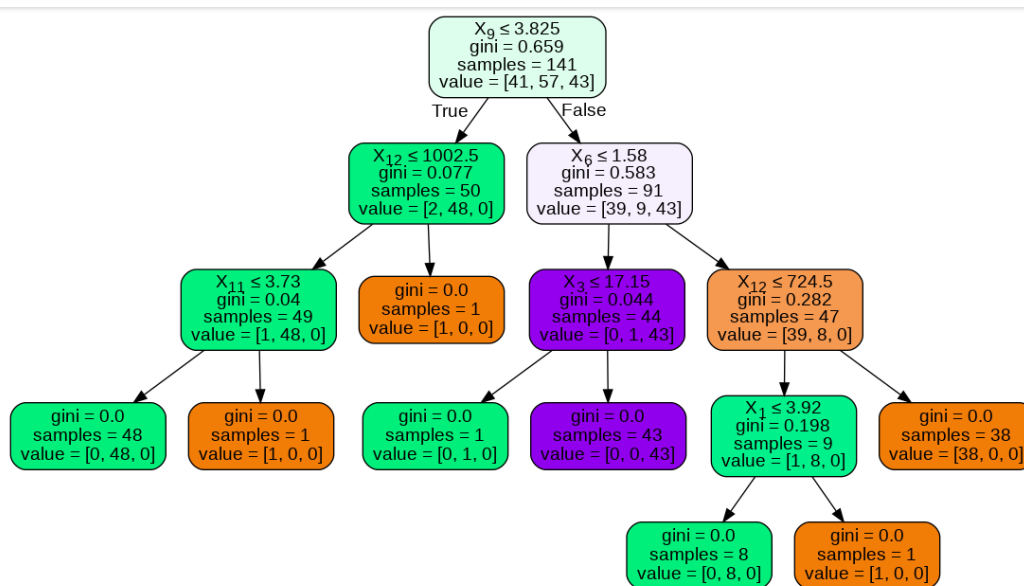 X9 ≤ 3.825
gini = 0.659
samples = 141
value = [41, 57, 43]
True
False
X12 ≤ 1002.5
gini = 0.077
samples = 50
value = [2, 48, 0]
X6 ≤ 1.58
gini = 0.583
samples = 91
value = [39, 9, 43]
X11 ≤ 3.73
gini = 0.04
samples = 49
value = [1, 48, 0]
gini = 0.0
samples = 1
value = [1, 0, 0]
X3 ≤ 17.15
gini = 0.044
samples = 44
value = [0, 1, 43]
X12 ≤ 724.5
gini = 0.282
samples = 47
value = [39, 8, 0]
gini = 0.0
samples = 48
value = [0, 48, 0]
gini = 0.0
samples = 1
value = [1, 0, 0]
gini = 0.0
samples = 1
value = [0, 1, 0]
gini = 0.0
samples = 43
value = [0, 0, 43]
X1 ≤ 3.92
gini = 0.198
samples = 9
value = [1, 8, 0]
gini = 0.0
samples = 38
value = [38, 0, 0]
gini = 0.0
samples = 8
value = [0, 8, 0]
gini = 0.0
samples = 1
value = [1, 0, 0]